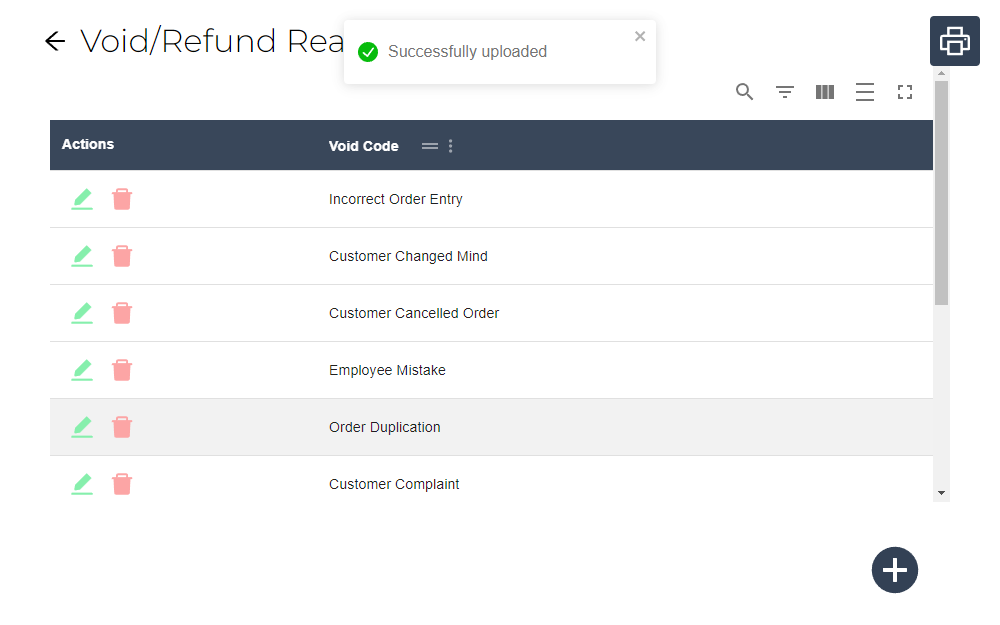 Void/Refund Rea
Successfully uploaded
Actions
Void Code
Incorrect Order Entry
Customer Changed Mind
Customer Cancelled Order
Employee Mistake
Order Duplication
Customer Complaint